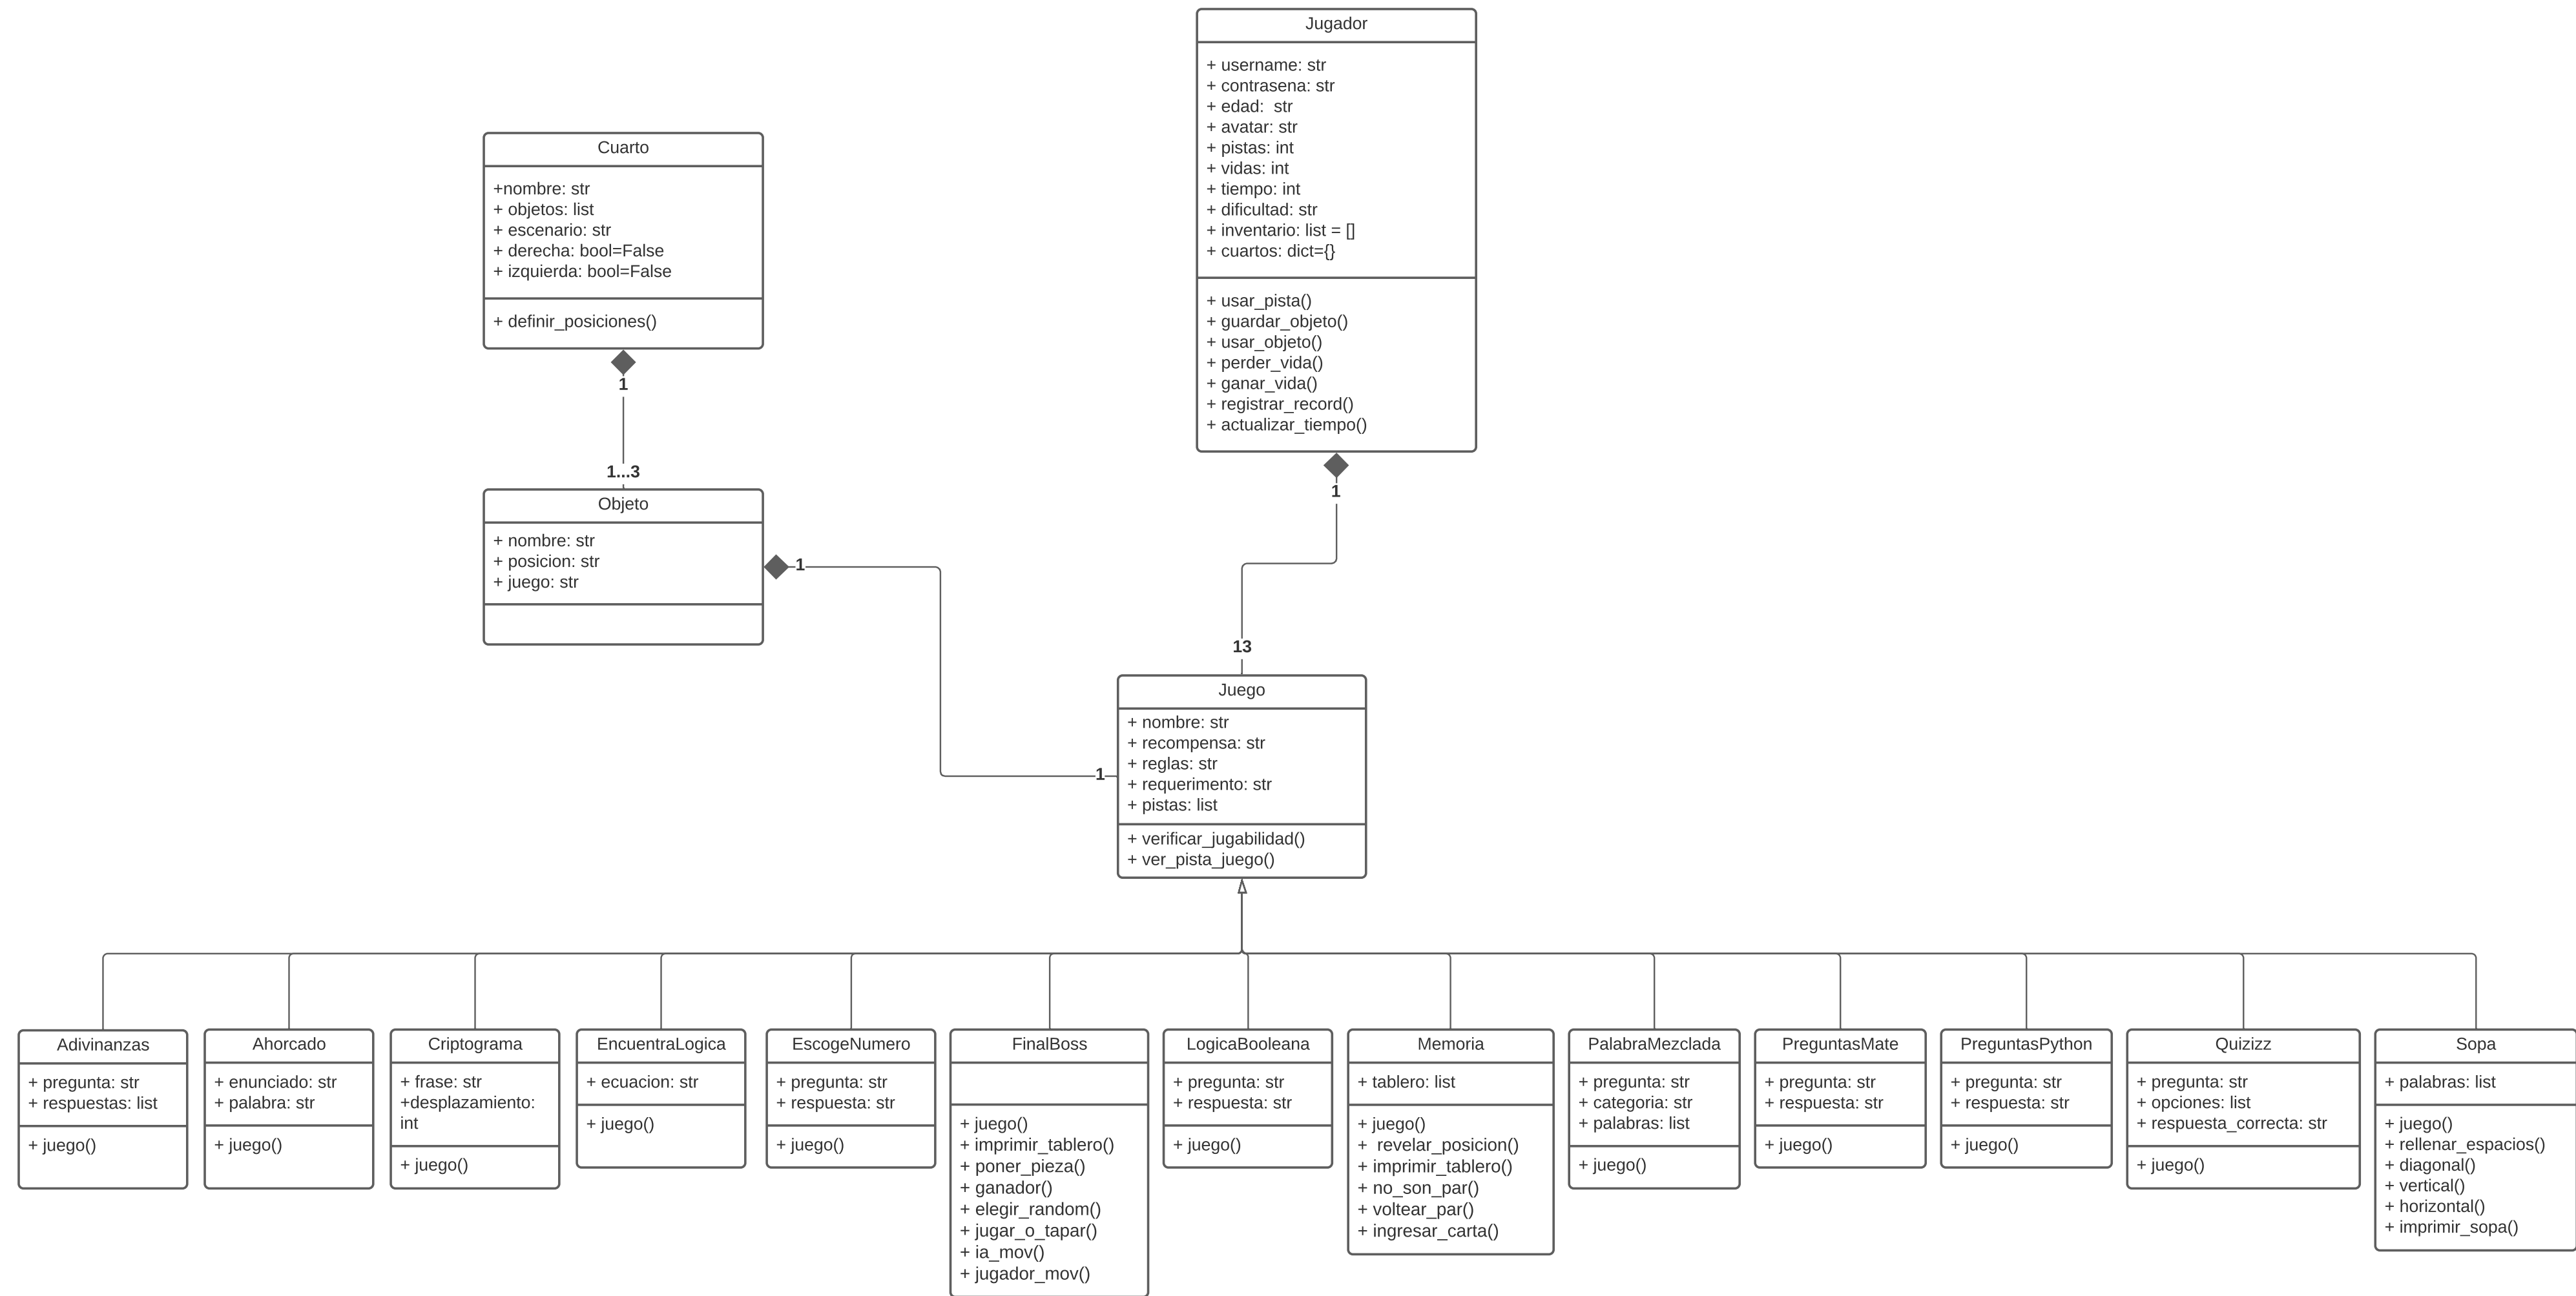 Jugador
+ username: str
+ contrasena: str
+ edad:  str
+ avatar: str
+ pistas: int
+ vidas: int
+ tiempo: int
+ dificultad: str
+ inventario: list = []
+ cuartos: dict={}
+ usar_pista()
+ guardar_objeto()
+ usar_objeto()
+ perder_vida()
+ ganar_vida()
+ registrar_record()
+ actualizar_tiempo()
1
13
Cuarto
+nombre: str
+ objetos: list
+ escenario: str
+ derecha: bool=False
+ izquierda: bool=False
+ definir_posiciones()
1
1...3
Objeto
+ nombre: str
+ posicion: str
+ juego: str
1
1
Juego
+ nombre: str
+ recompensa: str
+ reglas: str
+ requerimento: str
+ pistas: list
+ verificar_jugabilidad()
+ ver_pista_juego()
Adivinanzas
+ pregunta: str
+ respuestas: list
+ juego()
Ahorcado
+ enunciado: str
+ palabra: str
+ juego()
Criptograma
+ frase: str
+desplazamiento:
int
+ juego()
EncuentraLogica
+ ecuacion: str
+ juego()
EscogeNumero
+ pregunta: str
+ respuesta: str
+ juego()
FinalBoss
+ juego()
+ imprimir_tablero()
+ poner_pieza()
+ ganador()
+ elegir_random()
+ jugar_o_tapar()
+ ia_mov()
+ jugador_mov()
LogicaBooleana
+ pregunta: str
+ respuesta: str
+ juego()
Memoria
+ tablero: list
+ juego()
+  revelar_posicion()
+ imprimir_tablero()
+ no_son_par()
+ voltear_par()
+ ingresar_carta()
PalabraMezclada
+ pregunta: str
+ categoria: str
+ palabras: list
+ juego()
PreguntasMate
+ pregunta: str
+ respuesta: str
+ juego()
PreguntasPython
+ pregunta: str
+ respuesta: str
+ juego()
Quizizz
+ pregunta: str
+ opciones: list
+ respuesta_correcta: str
+ juego()
Sopa
+ palabras: list
+ juego()
+ rellenar_espacios()
+ diagonal()
+ vertical()
+ horizontal()
+ imprimir_sopa()